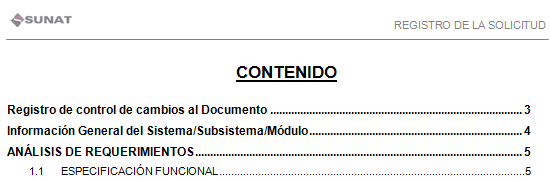 SUNAT
REGISTRO DE LA SOLICITUD
CONTENIDO
Registro de control de cambios al Documento ............................................................................ 3
Información General del Sistema/Subsistema/Módulo................................................................ 4
ANÁLISIS DE REQUERIMIENTOS.................................................................................................. 5
1.1 ESPECIFICACIÓN FUNCIONAL...........................................................................................5